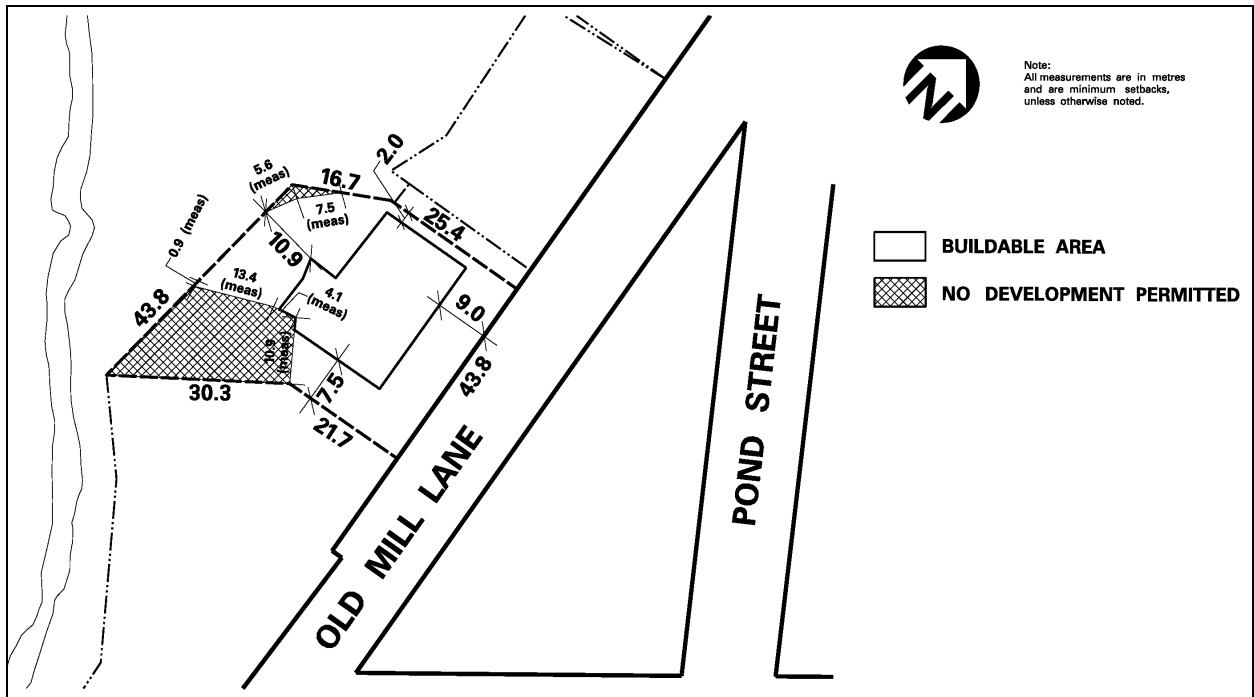 Note:
All measurements are in metres
and are minimum setbacks,
unless otherwise noted.
N
2.0
5.6
(meas)
16.7
7.5
(meas)
25.4
0.9 (meas)
10.9
13.4
(meas)
4.1
(meas)
9.0
43.8
10.9
(meas)
43.8
30.3
7.5
21.7
OLD MILL LANE
POND STREET
BUILDABLE AREA
NO DEVELOPMENT PERMITTED